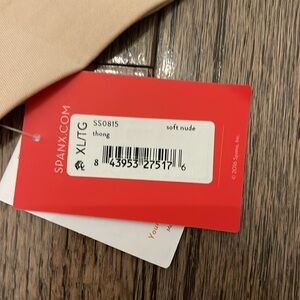 SPANX.COM
XL/TG
SS0815 soft nude
thong
8 43953 27517 6
© 2016 Spanx, Inc.